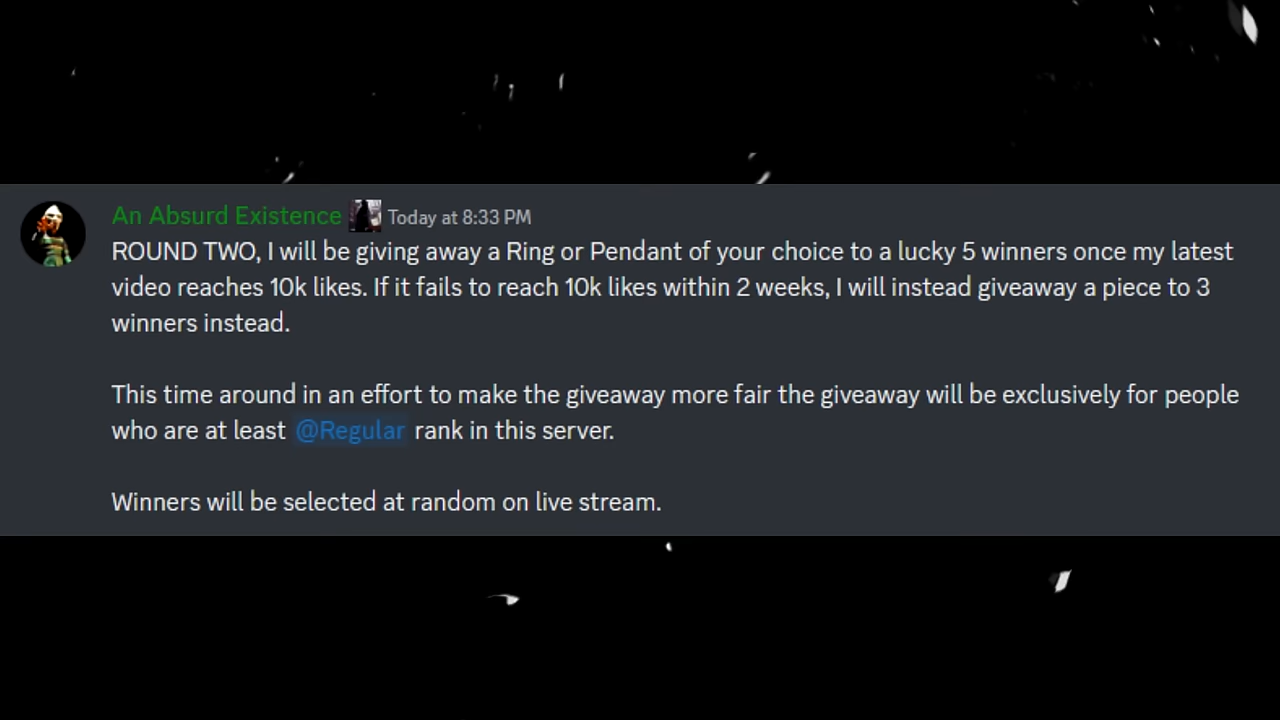 An Absurd Existence Today at 8:33 PM
ROUND TWO, I will be giving away a Ring or Pendant of your choice to a lucky 5 winners once my latest
video reaches 10k likes. If it fails to reach 10k likes within 2 weeks, I will instead giveaway a piece to 3
winners instead.
This time around in an effort to make the giveaway more fair the giveaway will be exclusively for people
who are at least @Regular rank in this server.
Winners will be selected at random on live stream.